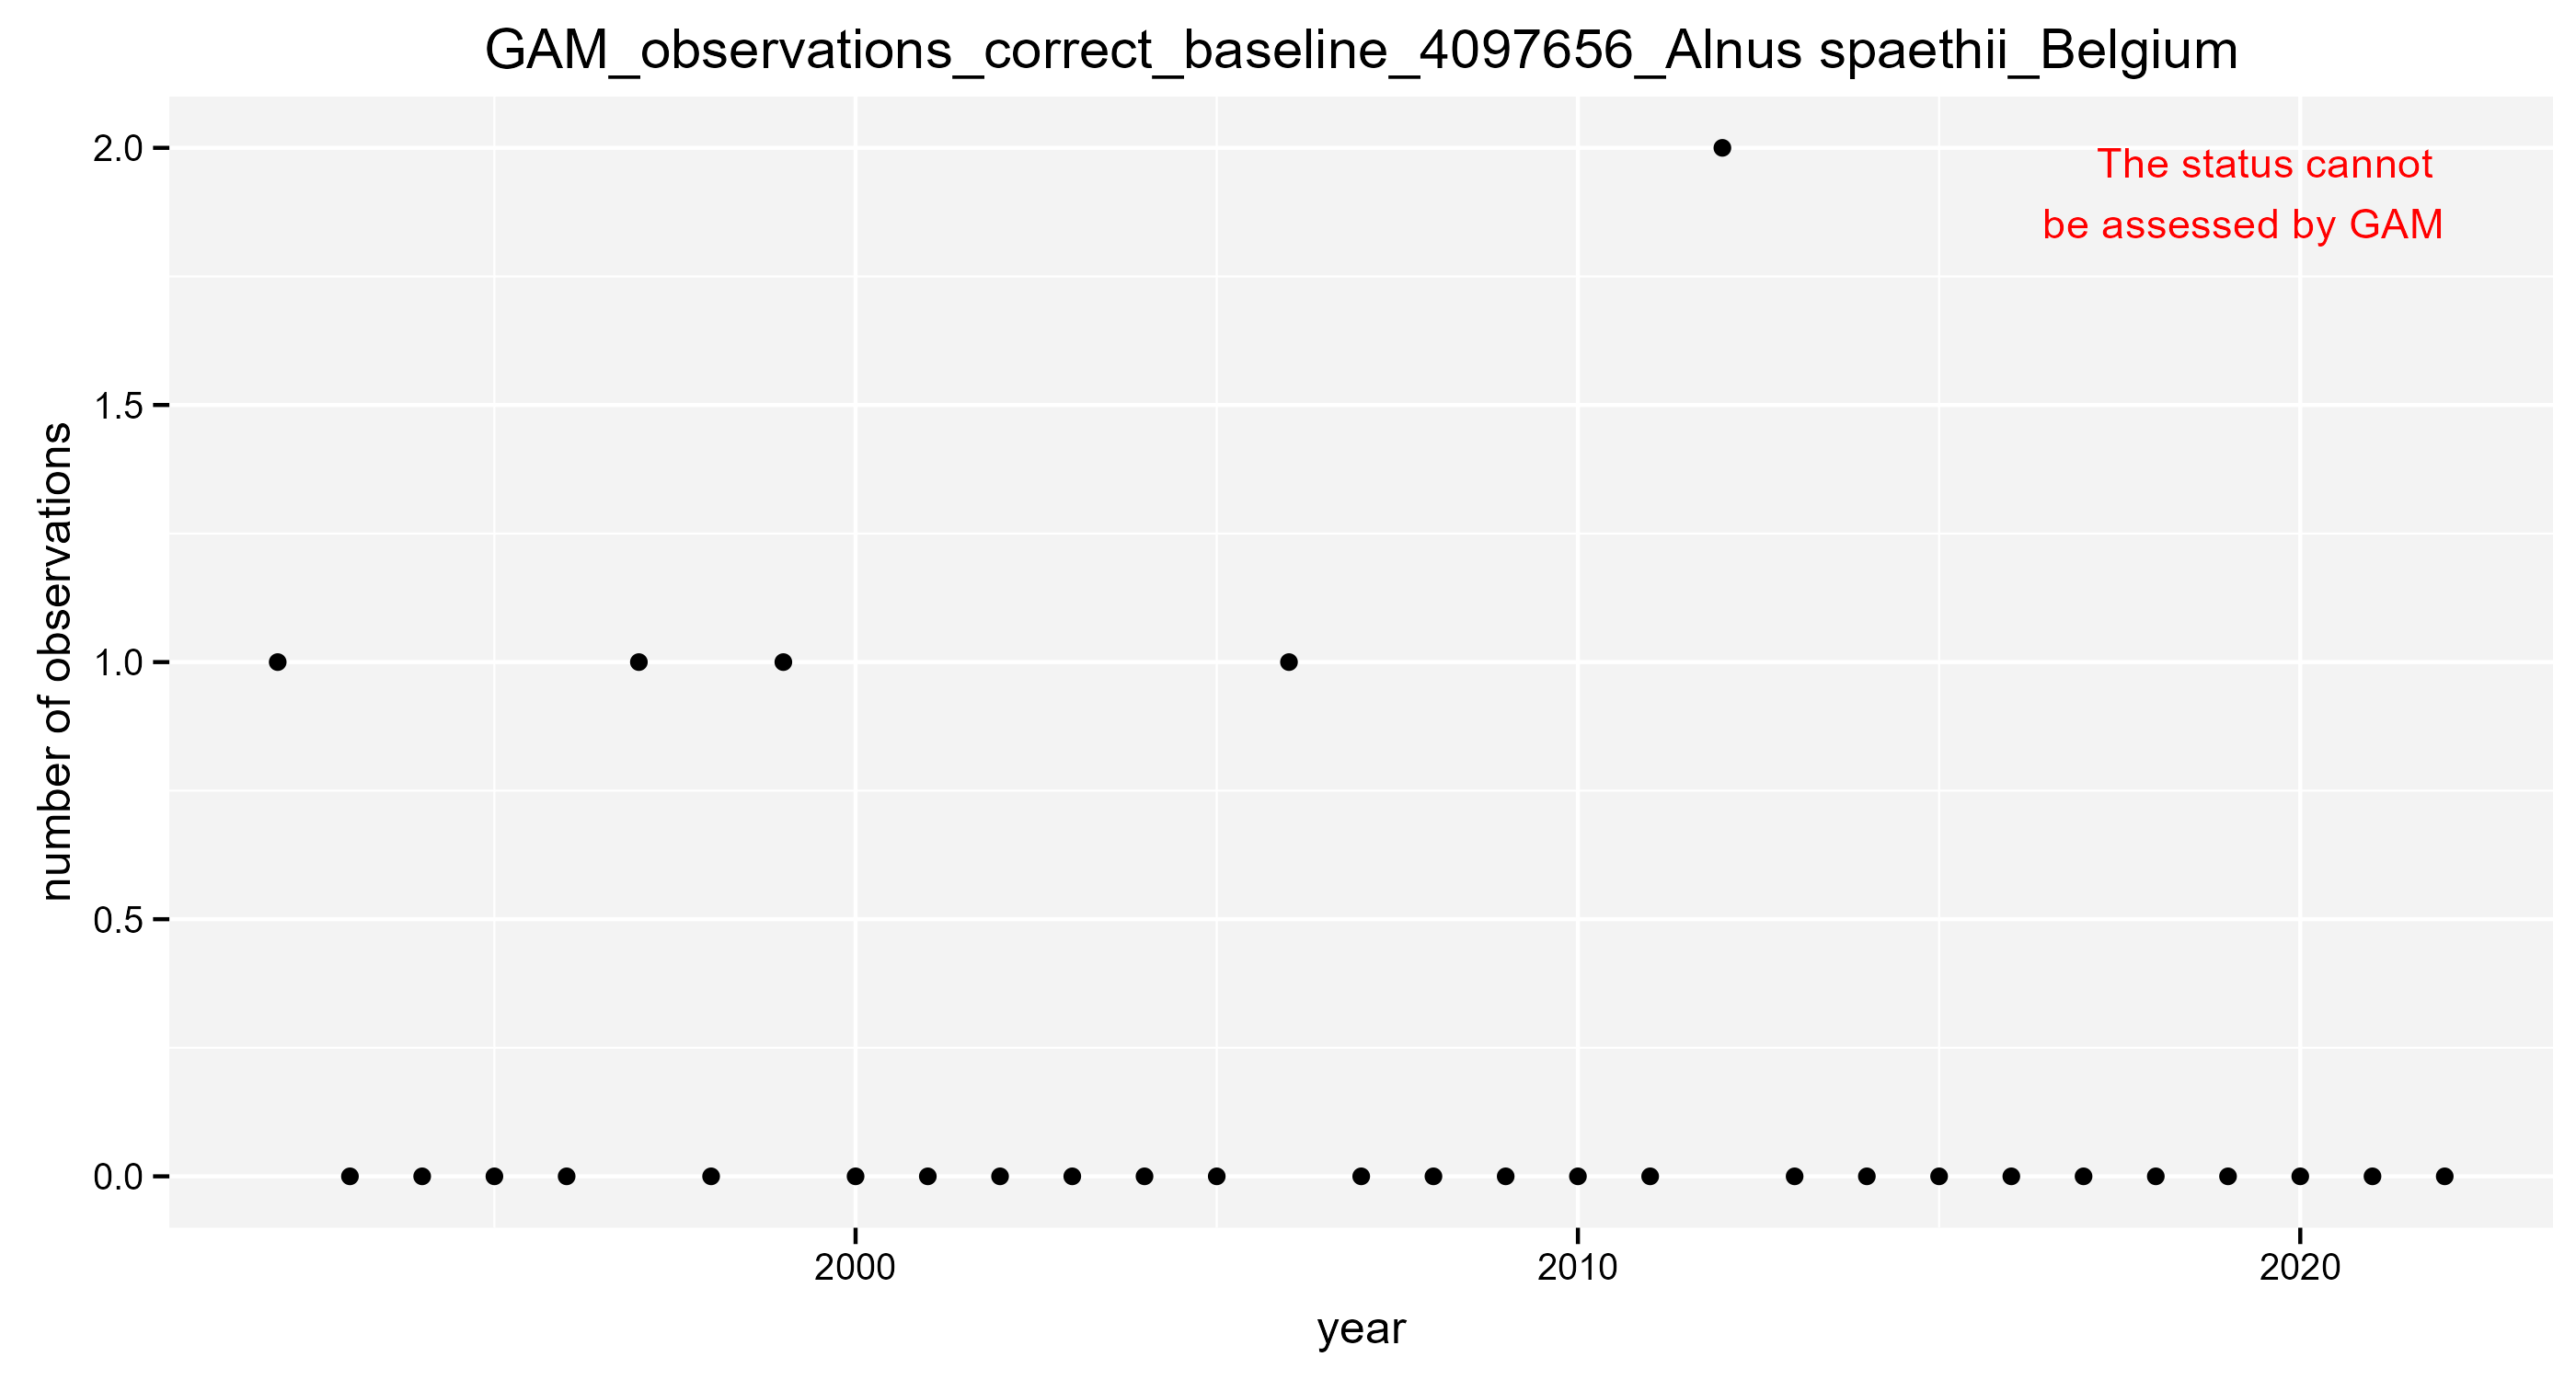 GAM_observations_correct_baseline_4097656_Alnus spaethii_Belgium
2.0
The status cannot
be assessed by GAM
1.5
number of observations
1.0
0.5
0.0
2000
2010
2020
year